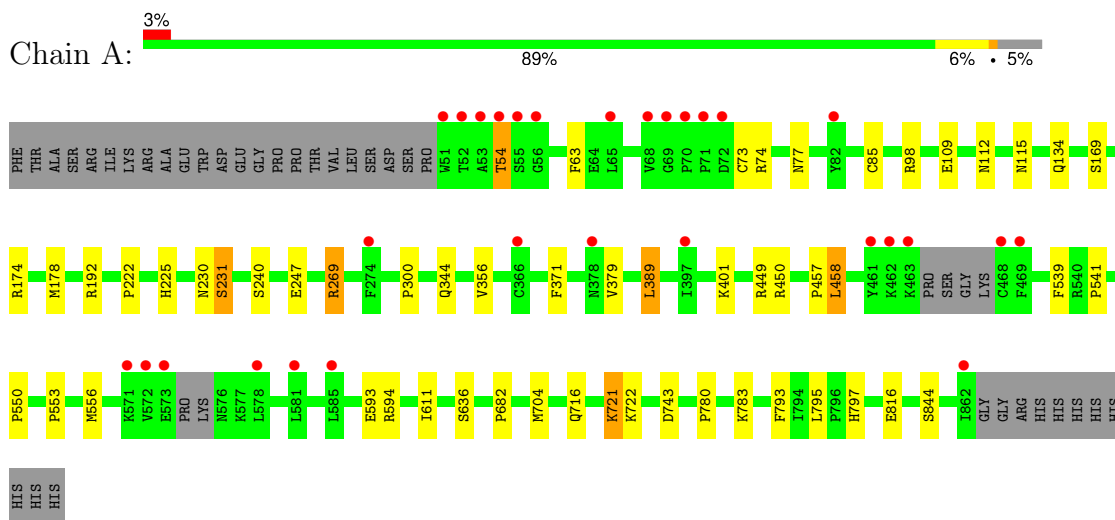 3%
Chain A:
89% 6% • 5%
PHE THR ALA SER ARG ILE LYS ARG ALA GLU TRP ASP GLU GLY PRO PRO THR VAL LEU SER ASP SER PRO W51 T52 A53 T54 S55 G56 F63 E64 L65 V68 G69 P70 P71 D72 C73 R74 N77 Y82 C85 R98 E109 N112 N115 Q134 S169
R174 M178 R192 P222 H225 N230 S231 S240 E247 R269 F274 P300 Q344 V356 C366 F371 N378 V379 L389 I397 K401 R449 R450 P457 L458 Y461 K462 K463 PRO SER GLY LYS C468 F469 F539 R540 P541
P550 P553 M556 K571 V572 E573 PRO LYS N576 K577 L578 L581 L585 E593 R594 I611 S636 P682 M704 Q716 K721 K722 D743 P780 K783 F793 I794 L795 P796 H797 E816 S844 I862 GLY GLY ARG HIS HIS HIS HIS HIS
HIS HIS HIS